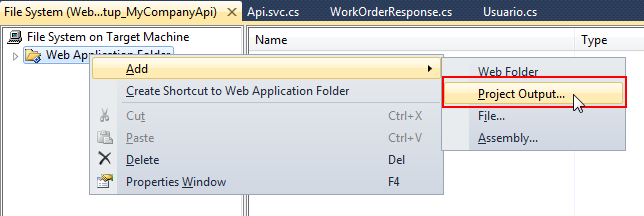 File System (Web...tup_MyCompanyApi)
Api.svc.cs
WorkOrderResponse.cs
Usuario.cs
File System on Target Machine
Name
Type
Web Application Folder
Add
Web Folder
Create Shortcut to Web Application Folder
Project Output...
Cut Ctrl+X
File...
Paste Ctrl+V
Assembly...
Delete Del
Properties Window F4